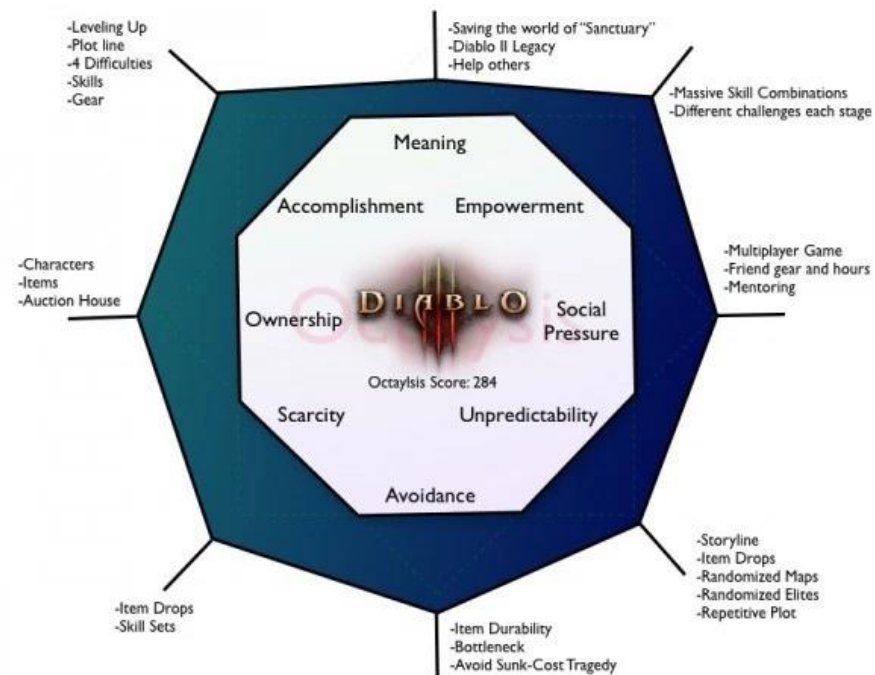 -Leveling Up
-Plot line
-4 Difficulties
-Skills
-Gear
-Saving the world of “Sanctuary”
-Diablo II Legacy
-Help others
-Massive Skill Combinations
-Different challenges each stage
Meaning
Accomplishment
Empowerment
-Characters
-Items
-Auction House
Ownership
DIABLO
III
Octalysis
Social
Pressure
-Multiplayer Game
-Friend gear and hours
-Mentoring
Octaylsis Score: 284
Scarcity
Unpredictability
Avoidance
-Item Drops
-Skill Sets
-Item Durability
-Bottleneck
-Avoid Sunk-Cost Tragedy
-Storyline
-Item Drops
-Randomized Maps
-Randomized Elites
-Repetitive Plot